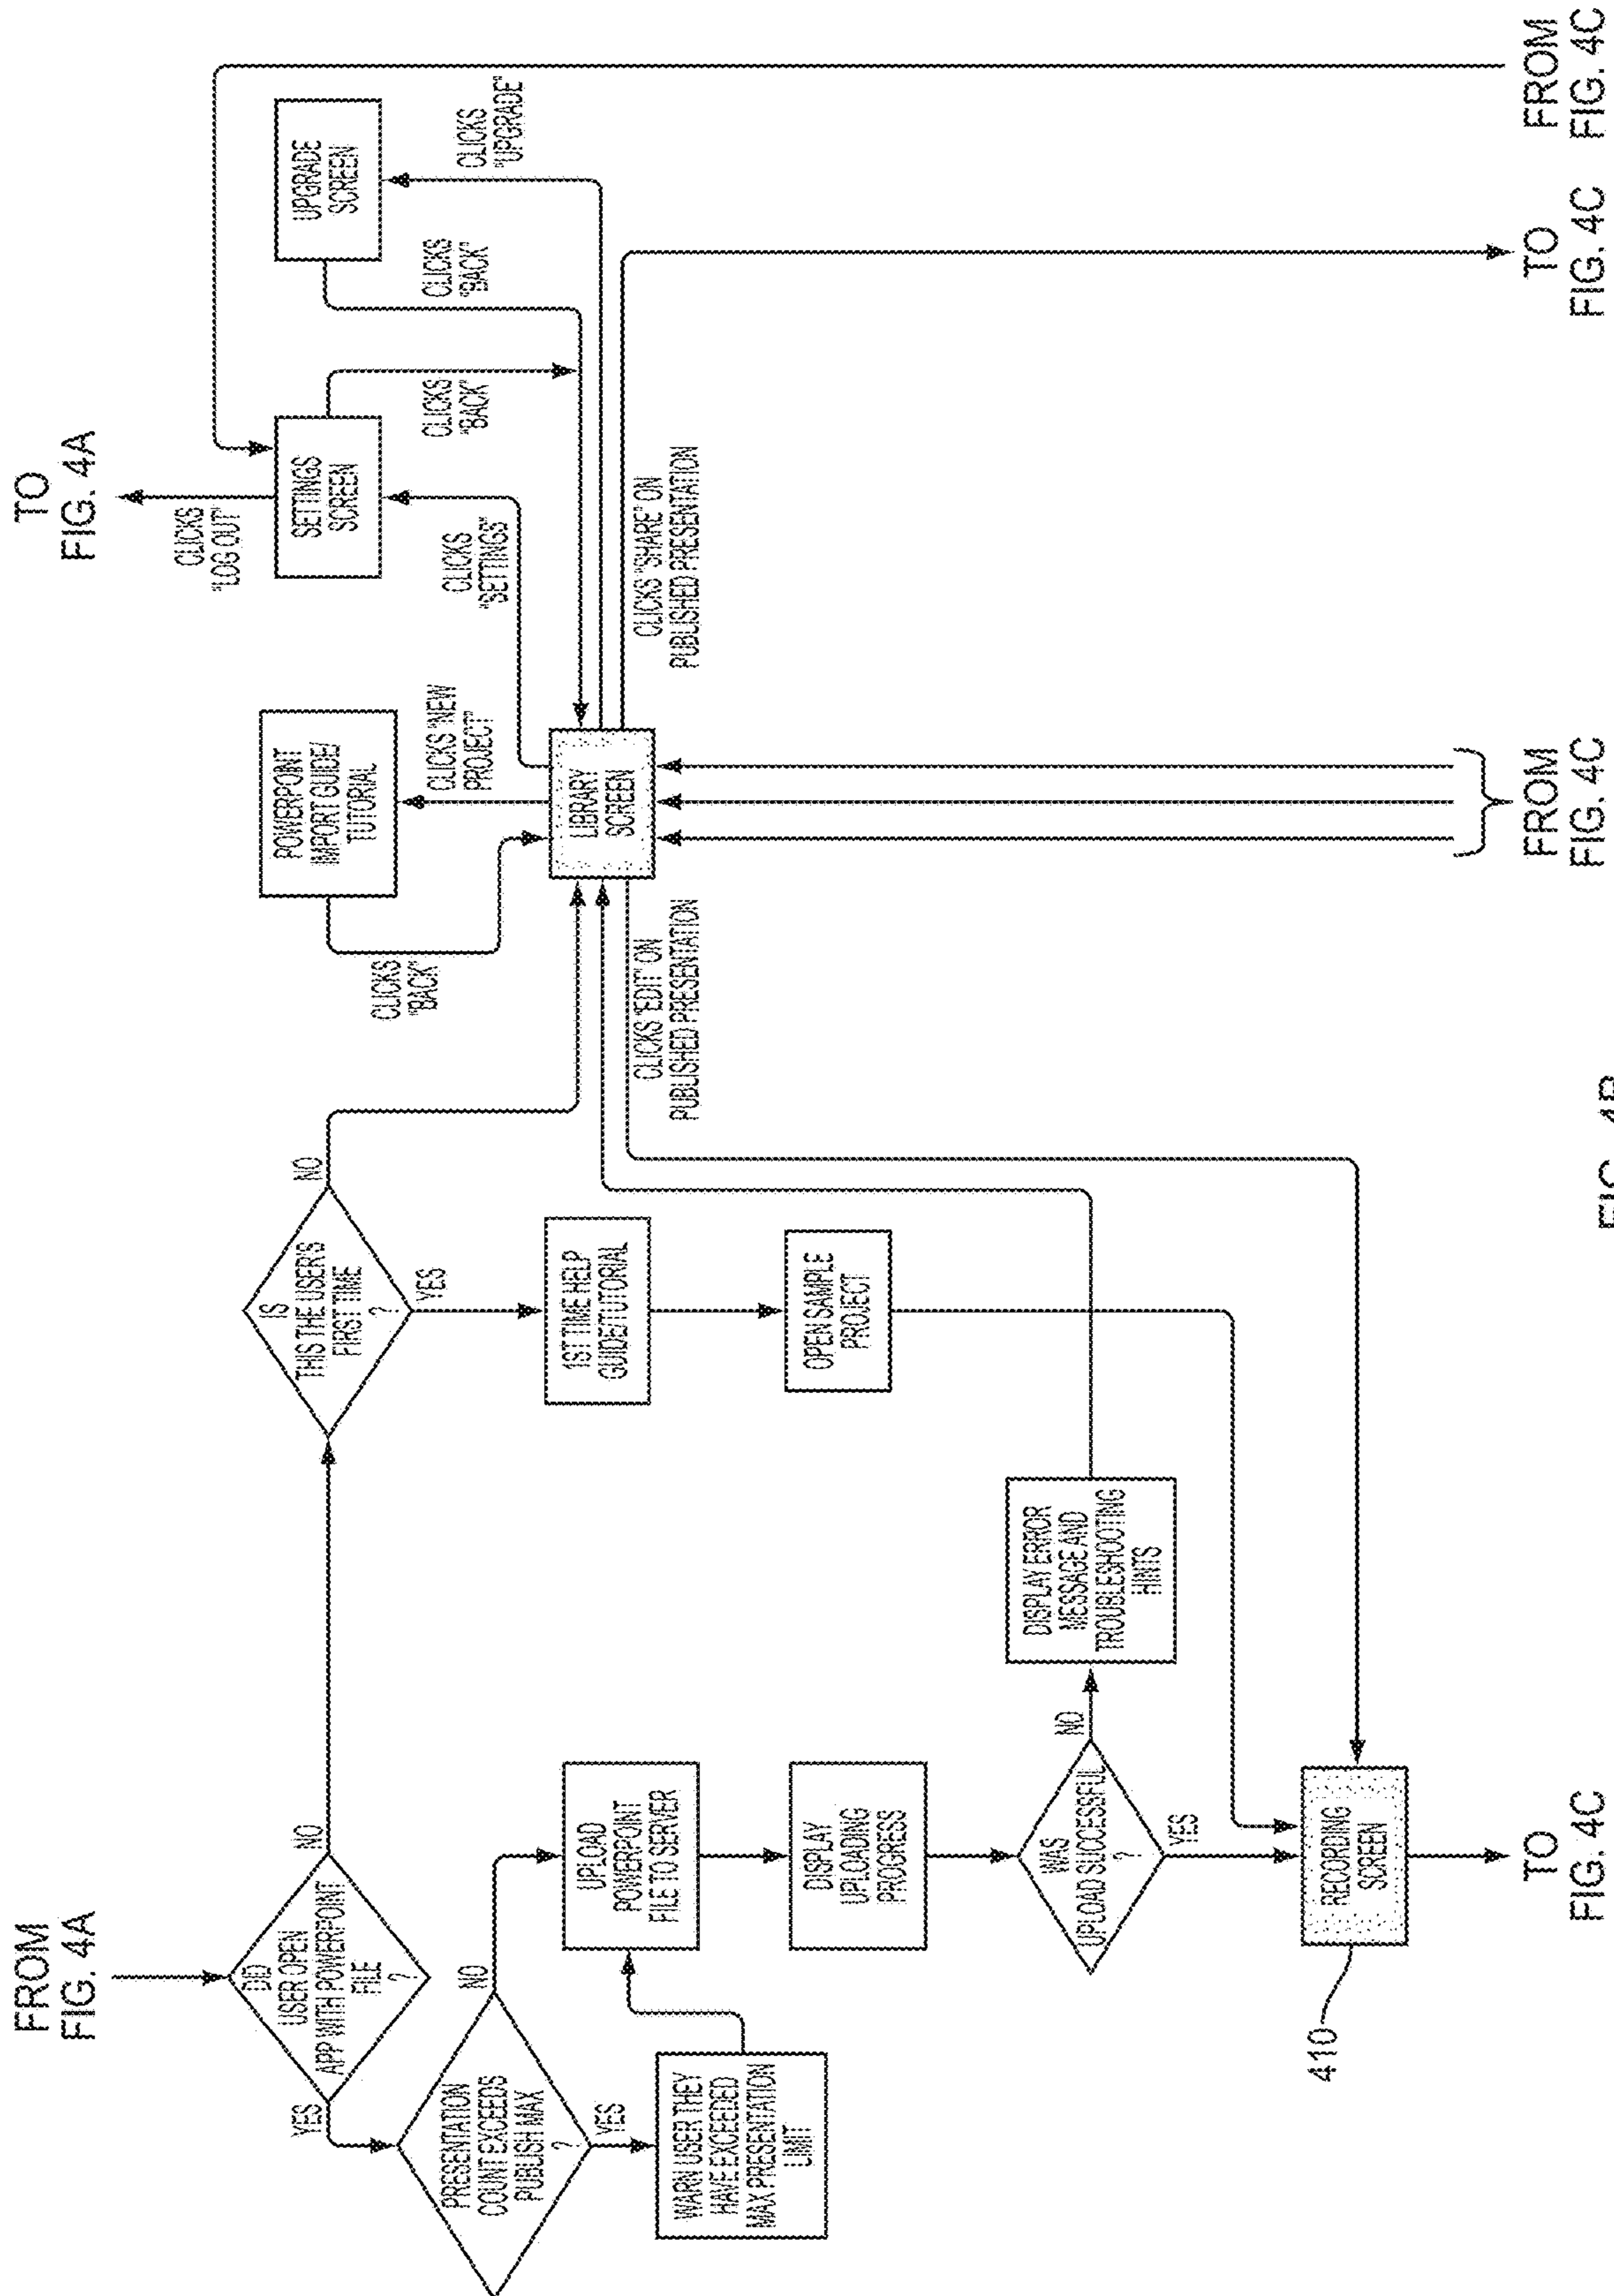 FROM
FIG. 4A
TO
FIG. 4A
DID
USER OPEN
APP WITH POWERPOINT
FILE
?
YES
NO
IS
THIS THE USER'S
FIRST TIME
?
NO
YES
POWERPOINT
IMPORT GUIDE/
TUTORIAL
CLICKS
"BACK"
CLICKS "NEW
PROJECT"
CLICKS
"LOG OUT"
SETTINGS
SCREEN
CLICKS
"SETTINGS"
CLICKS
"BACK"
UPGRADE
SCREEN
CLICKS
"BACK"
CLICKS
"UPGRADE"
PRESENTATION
COUNT EXCEEDS
PUBLISH MAX
?
NO
YES
WARN USER THEY
HAVE EXCEEDED
MAX PRESENTATION
LIMIT
UPLOAD
POWERPOINT
FILE TO SERVER
1ST TIME HELP
GUIDE/TUTORIAL
LIBRARY
SCREEN
CLICKS "EDIT" ON
PUBLISHED PRESENTATION
CLICKS "SHARE" ON
PUBLISHED PRESENTATION
DISPLAY
UPLOADING
PROGRESS
OPEN SAMPLE
PROJECT
WAS
UPLOAD SUCCESSFUL
?
NO
YES
DISPLAY ERROR
MESSAGE AND
TROUBLESHOOTING
HINTS
RECORDING
SCREEN
410
TO
FIG. 4C
FROM
FIG. 4C
TO
FIG. 4C
FROM
FIG. 4C
FIG. 4B